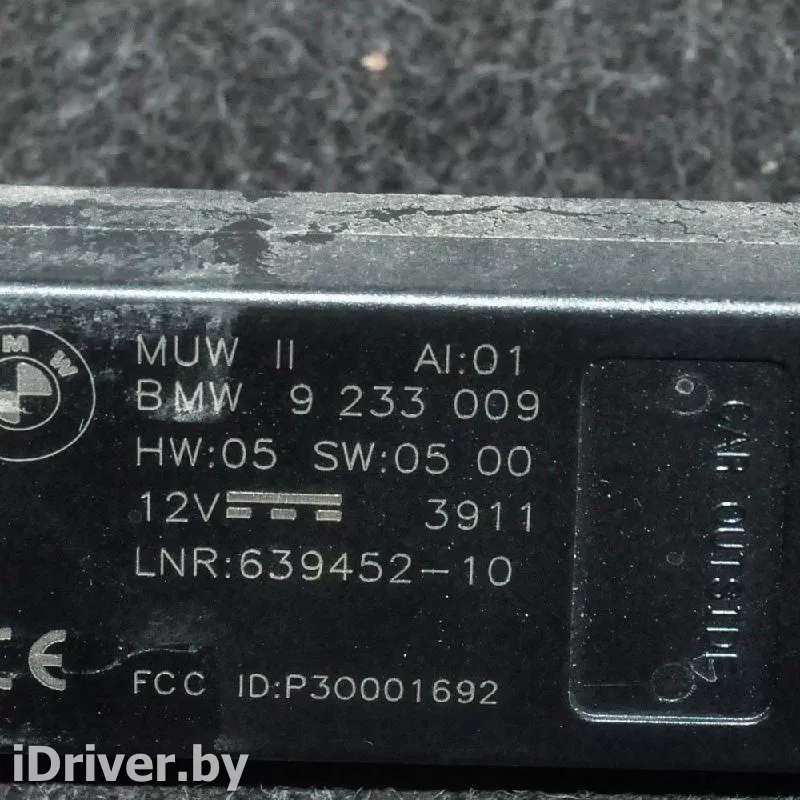 BMW
MUW II AI:01
BMW 9 233 009
HW:05 SW:05 00
12V 3911
LNR:639452-10
CE
FCC ID:P30001692
CAR OUTSIDE
iDriver.by